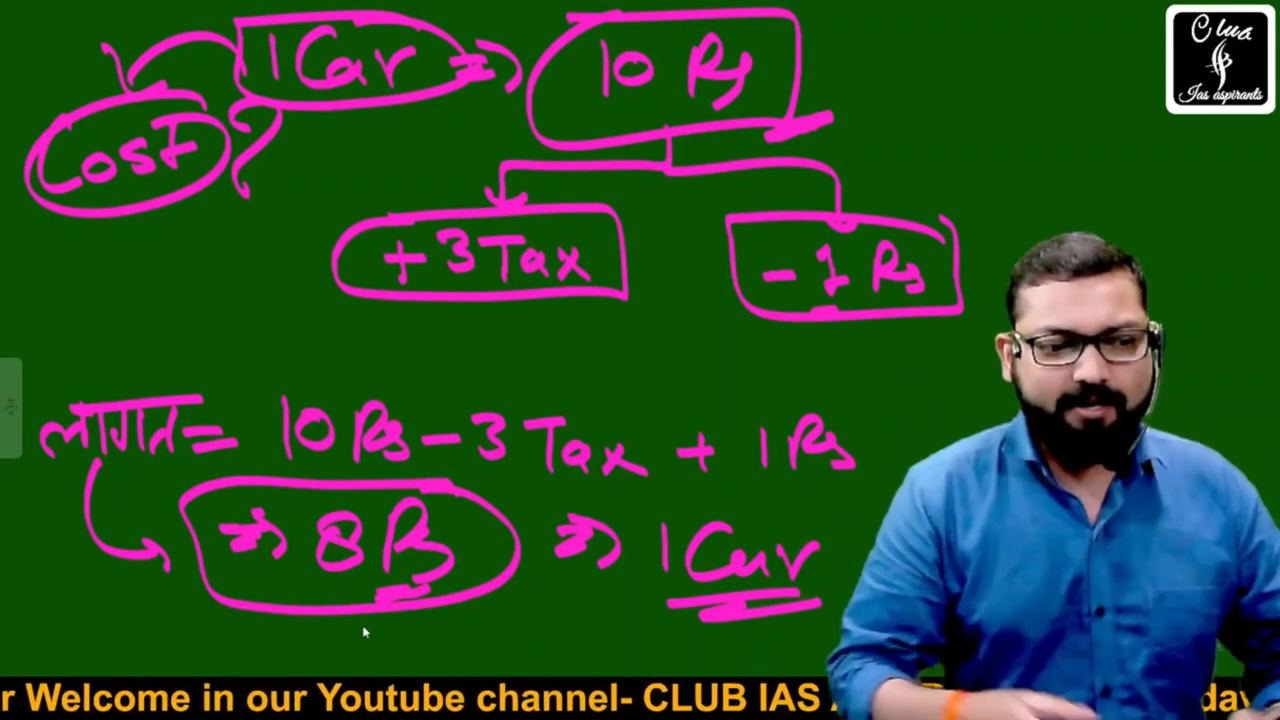 1 Car ⇒ 10 Rs
Club
Ias aspirants
Cost
+ 3 Tax
- 1 Rs
लागत = 10 Rs - 3 Tax + 1 Rs
⇒ 8 Rs ⇒ 1 Car
r Welcome in our Youtube channel- CLUB IAS